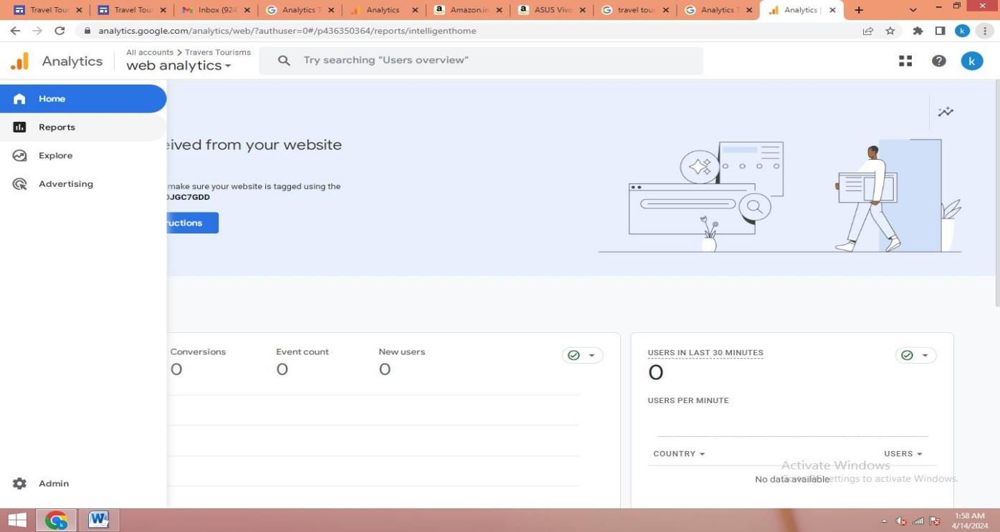 Travel Tour
Travel Tour
Inbox (924
Analytics T
Analytics
Amazon.in
ASUS Vivo
travel tour
Analytics T
Analytics |
analytics.google.com/analytics/web/?authuser=0#/p436350364/reports/intelligenthome
k
Analytics
All accounts > Travers Tourisms
web analytics
Try searching "Users overview"
k
Home
Reports
Explore
Advertising
Admin
eived from your website
make sure your website is tagged using the
JGC7GDD
ructions
Conversions
0
Event count
0
New users
0
USERS IN LAST 30 MINUTES
0
USERS PER MINUTE
COUNTRY
USERS
No data available
Activate Windows
Go to PC settings to activate Windows.
1:58 AM
4/14/2024